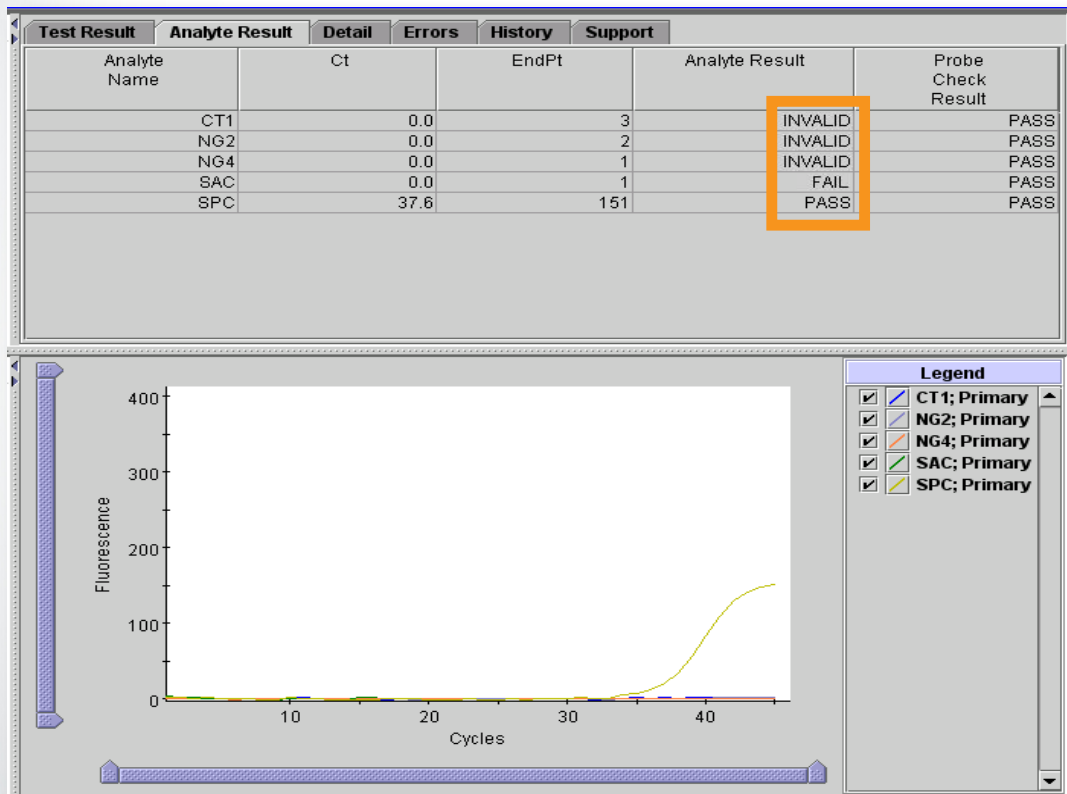 Test Result Analyte Result Detail Errors History Support
Analyte Name Ct EndPt Analyte Result Probe Check Result
CT1 0.0 3 INVALID PASS
NG2 0.0 2 INVALID PASS
NG4 0.0 1 INVALID PASS
SAC 0.0 1 FAIL PASS
SPC 37.6 151 PASS PASS
400
300
200
100
0
Fluorescence
10 20 30 40
Cycles
Legend
CT1; Primary
NG2; Primary
NG4; Primary
SAC; Primary
SPC; Primary